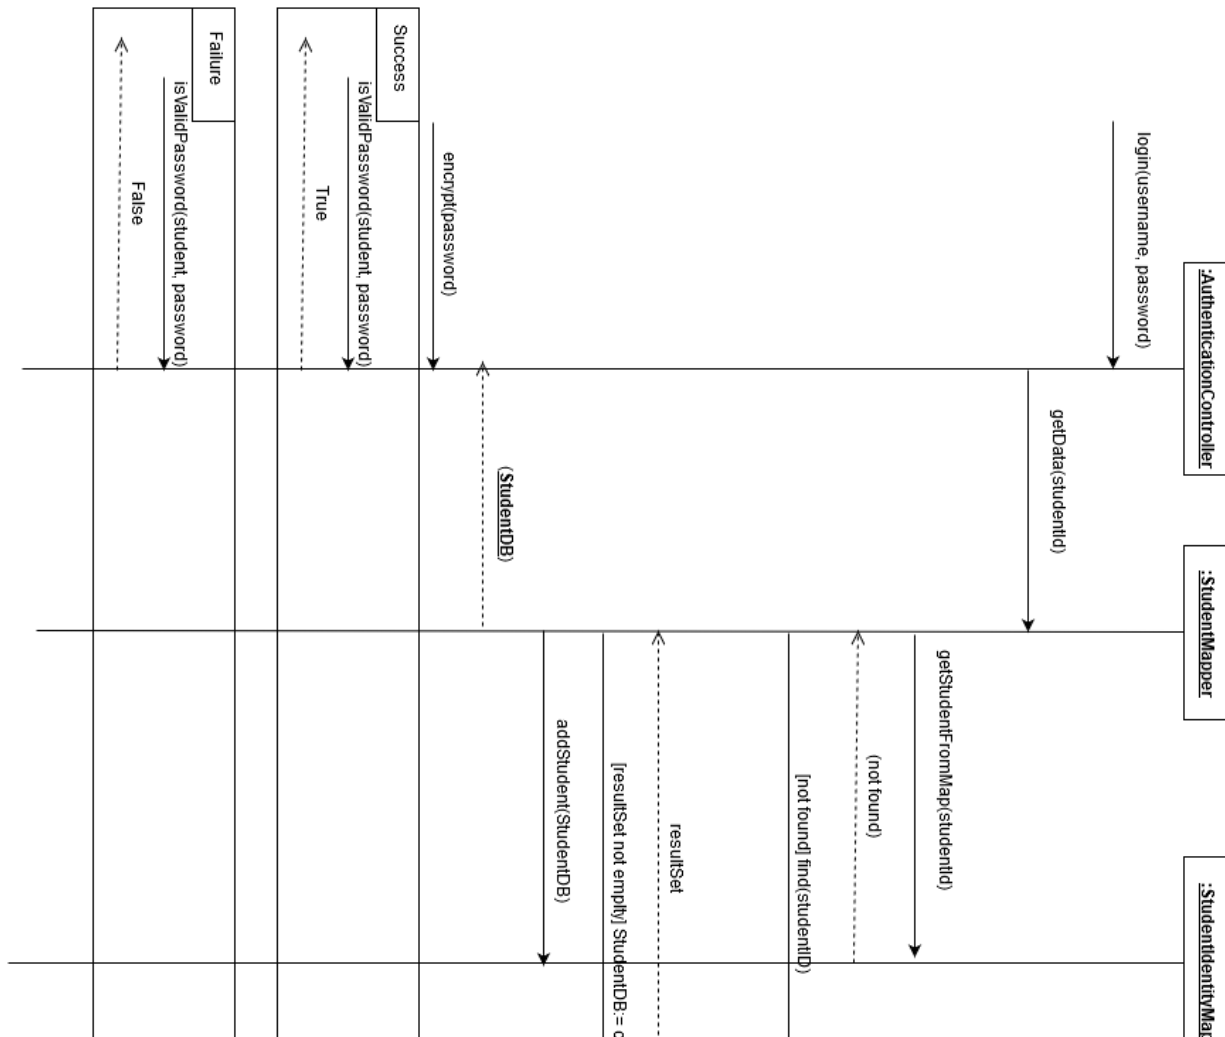 :AuthenticationController
:StudentMapper
:StudentIdentityMap
login(username, password)
getData(studentId)
getStudentFromMap(studentId)
(not found)
[not found] find(studentID)
resultSet
[resultSet not emplty] StudentDB:= c
addStudent(StudentDB)
(StudentDB)
encrypt(password)
Success
isValidPassword(student, password)
True
Failure
isValidPassword(student, password)
False